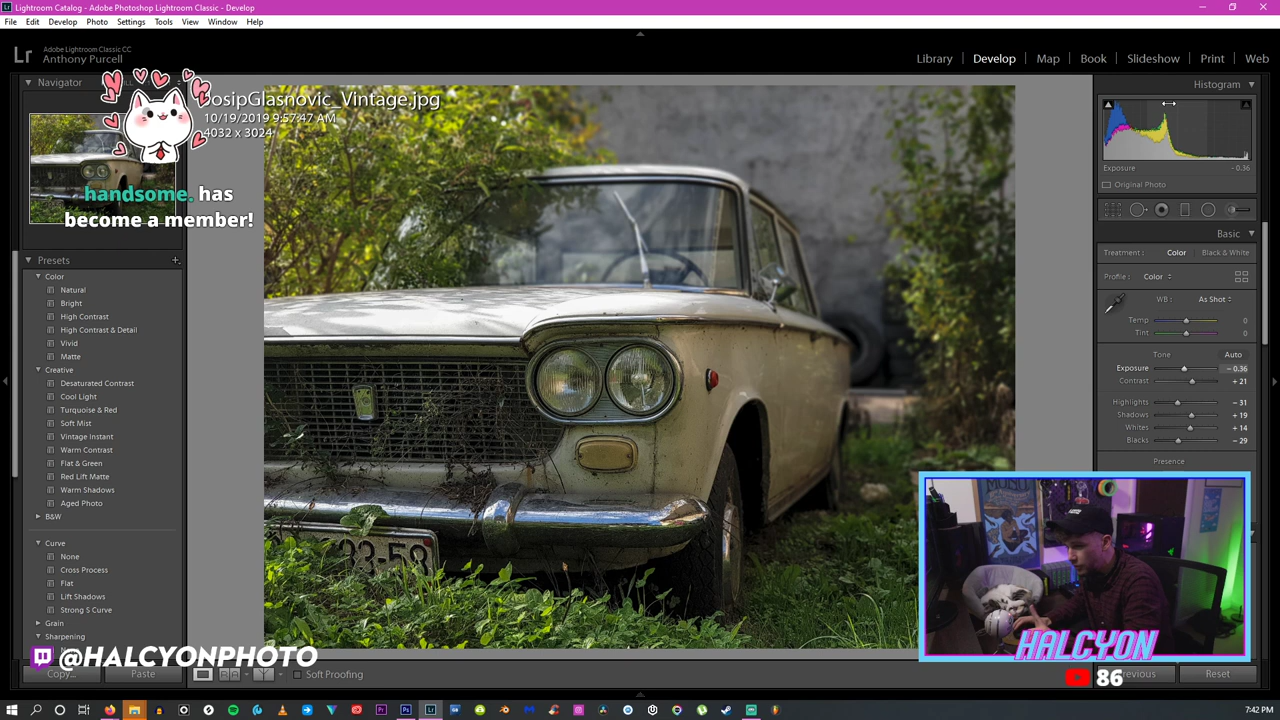 Lightroom Catalog - Adobe Photoshop Lightroom Classic - Develop
File Edit Develop Photo Settings Tools View Window Help
Lr
Adobe Lightroom Classic CC
Anthony Purcell
Library | Develop | Map | Book | Slideshow | Print | Web
Navigator
osipGlasnovic_Vintage.jpg
10/19/2019 9:57:47 AM
4032 x 3024
handsome. has
become a member!
Presets
Color
Natural
Bright
High Contrast
High Contrast & Detail
Vivid
Matte
Creative
Desaturated Contrast
Cool Light
Turquoise & Red
Soft Mist
Vintage Instant
Warm Contrast
Flat & Green
Red Lift Matte
Warm Shadows
Aged Photo
B&W
Curve
None
Cross Process
Flat
Lift Shadows
Strong S Curve
Grain
Sharpening
@HALCYONPHOTO
Copy...
Paste
Soft Proofing
Histogram
Exposure - 0.36
Original Photo
Basic
Treatment : Color Black & White
Profile : Color
WB : As Shot
Temp 0
Tint 0
Tone Auto
Exposure - 0.36
Contrast + 21
Highlights - 31
Shadows + 19
Whites + 14
Blacks - 29
Presence
HALCYON
86
Previous
Reset
7:42 PM